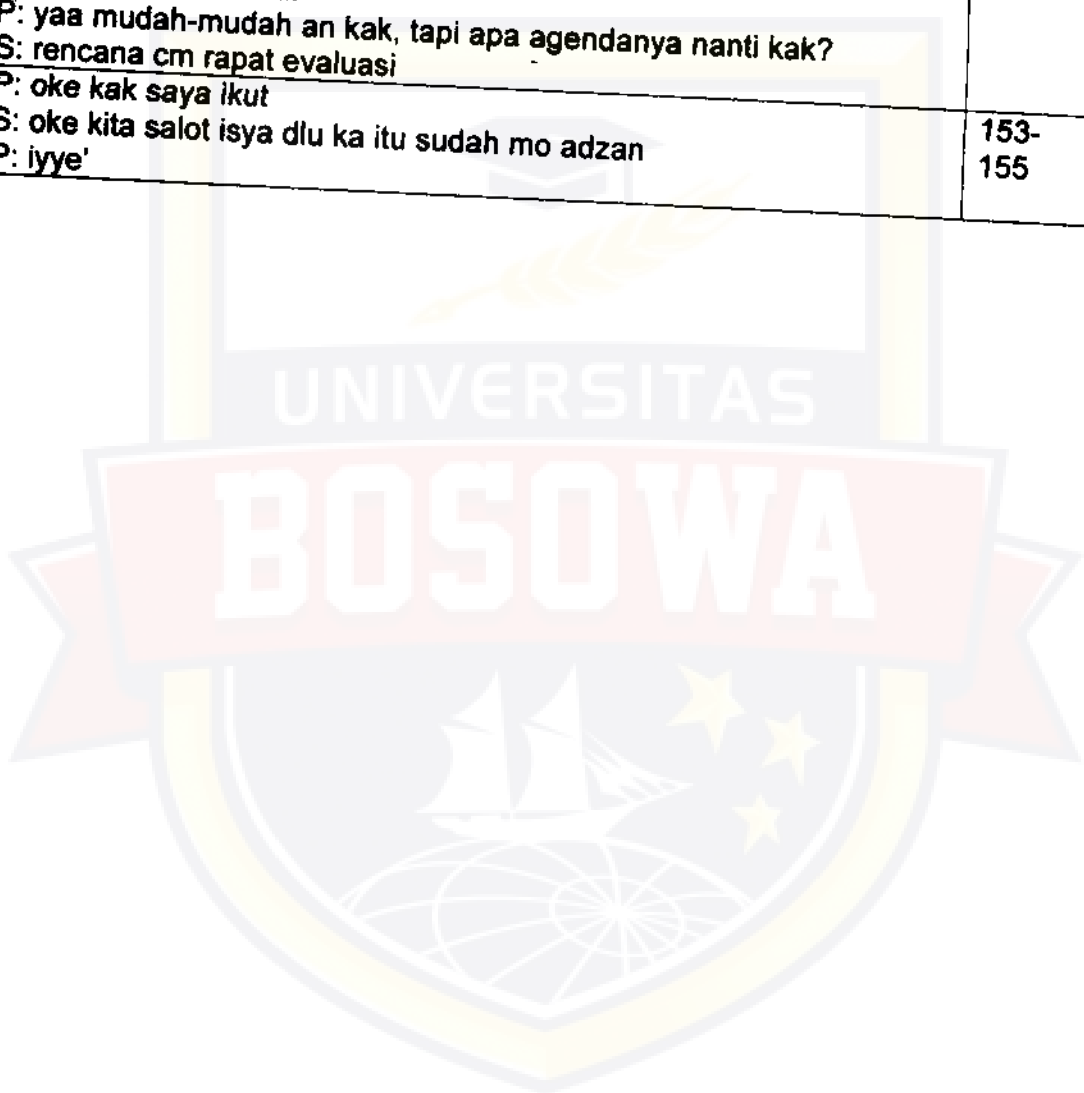 P: yaa mudah-mudah an kak, tapi apa agendanya nanti kak?
S: rencana cm rapat evaluasi
P: oke kak saya ikut
S: oke kita salot isya dlu ka itu sudah mo adzan
P: iyye'
153-
155
UNIVERSITAS
BOSOWA